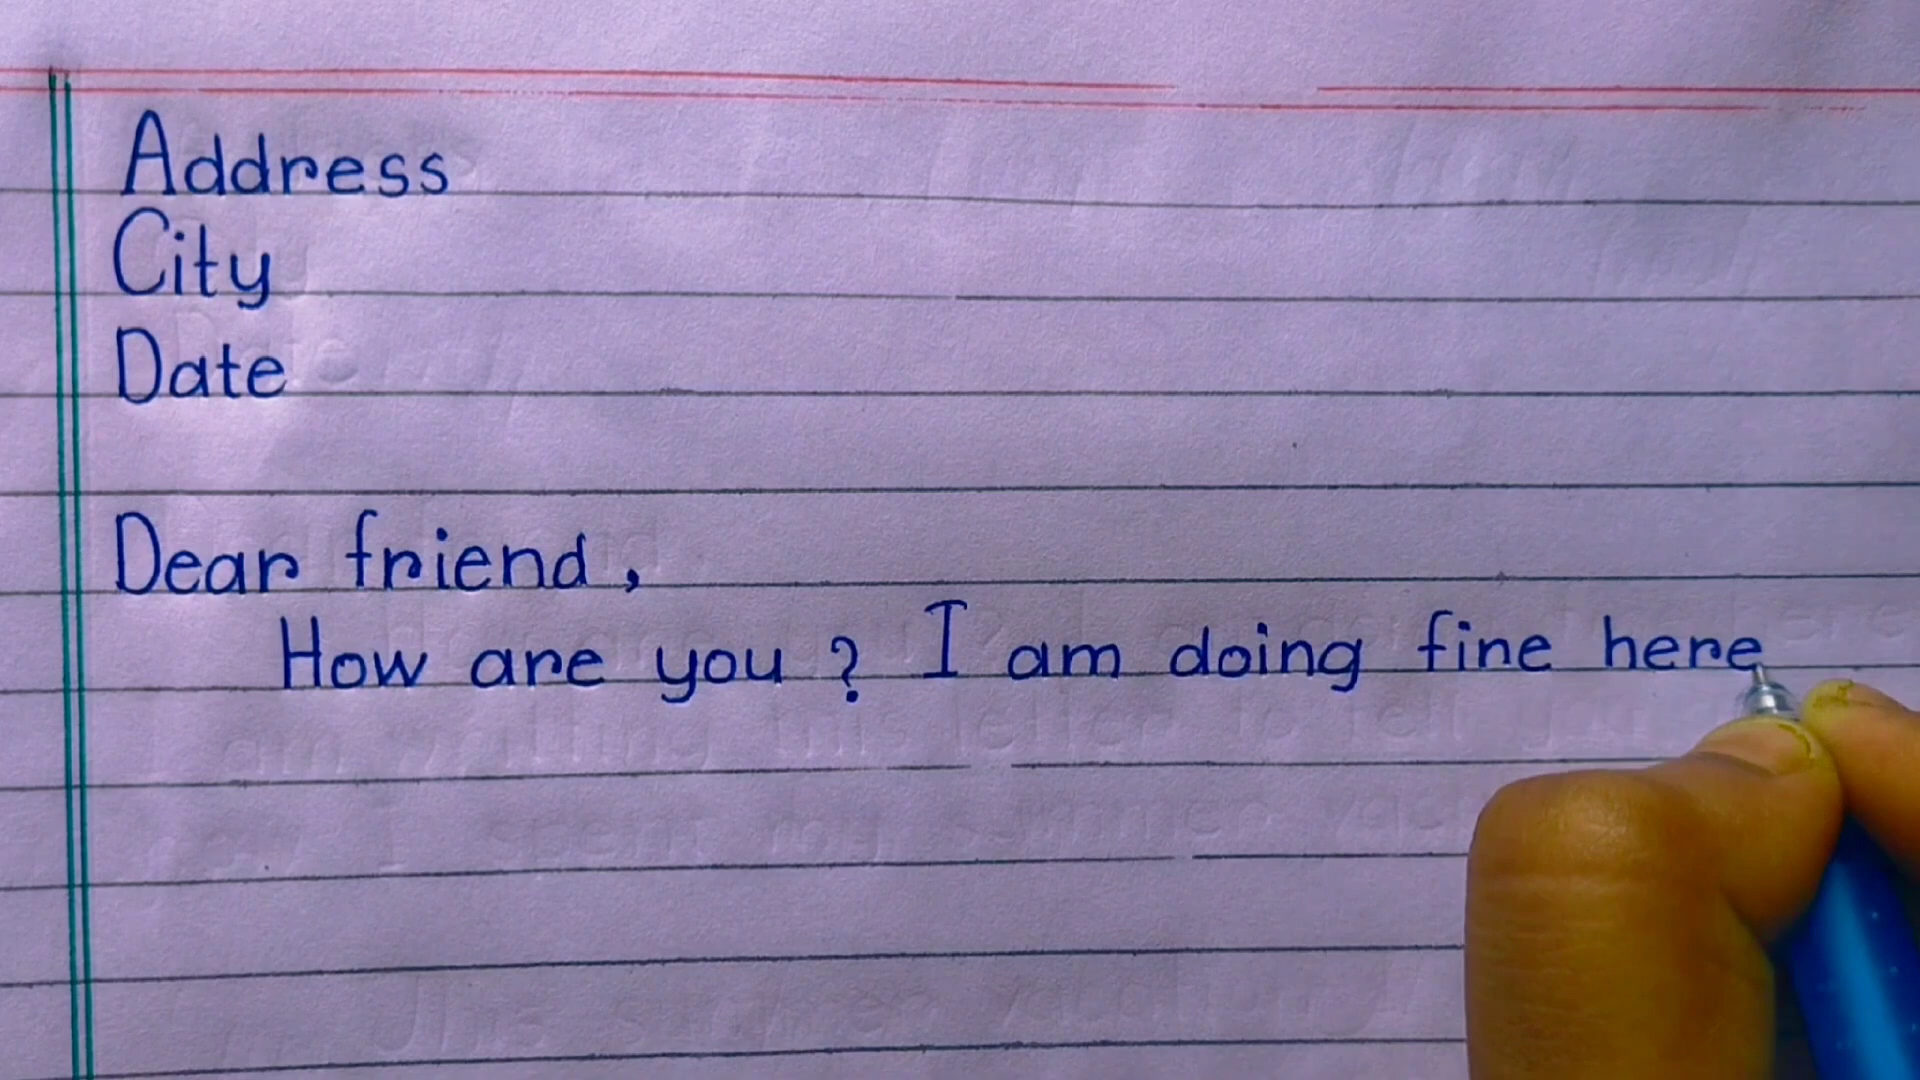 Address
City
Date
Dear friend,
How are you? I am doing fine here